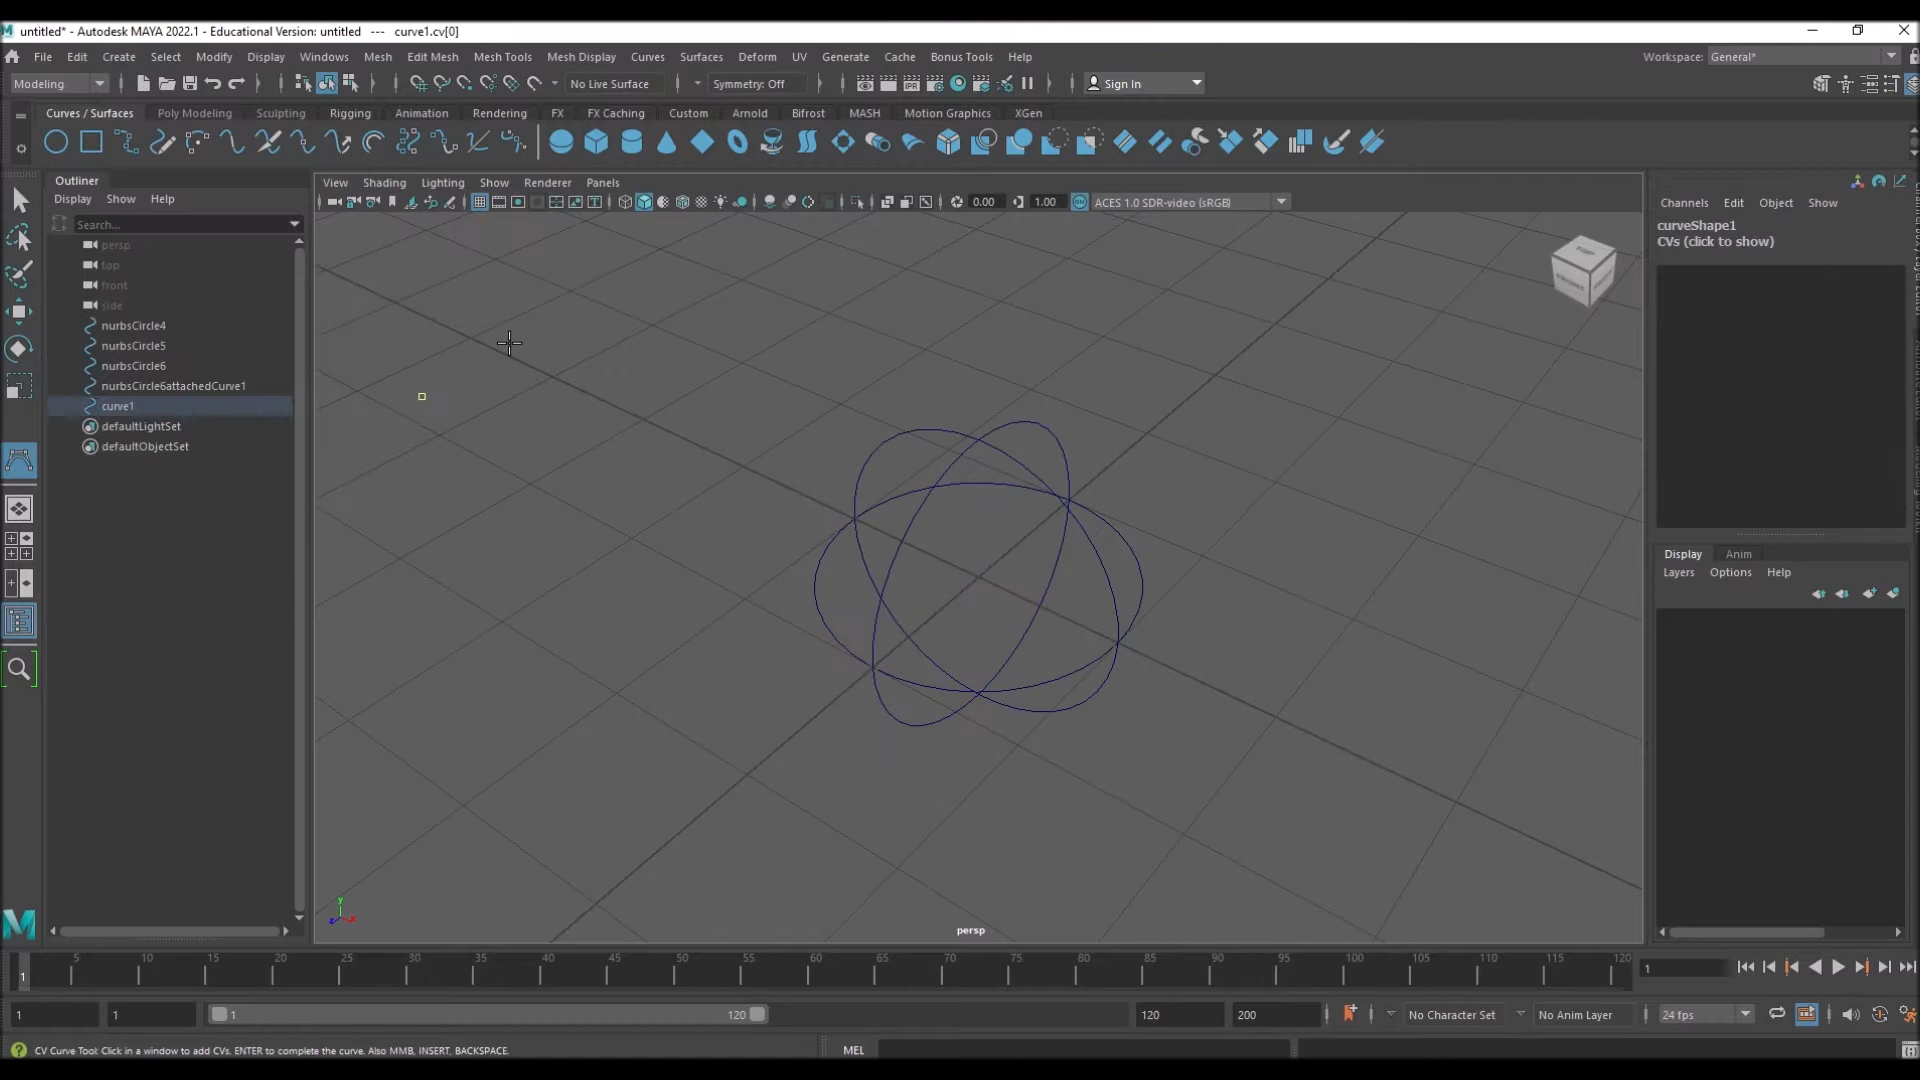 untitled* - Autodesk MAYA 2022.1 - Educational Version: untitled --- curve1.cv[0]
File Edit Create Select Modify Display Windows Mesh Edit Mesh Mesh Tools Mesh Display Curves Surfaces Deform UV Generate Cache Bonus Tools Help Workspace: General*
Modeling No Live Surface Symmetry: Off IPR Sign In
Curves / Surfaces Poly Modeling Sculpting Rigging Animation Rendering FX FX Caching Custom Arnold Bifrost MASH Motion Graphics XGen
Outliner
Display Show Help
Search...
persp
top
front
side
nurbsCircle4
nurbsCircle5
nurbsCircle6
nurbsCircle6attachedCurve1
curve1
defaultLightSet
defaultObjectSet
View Shading Lighting Show Renderer Panels
0.00 1.00 ON ACES 1.0 SDR-video (sRGB)
TOP
y
z x
persp
Channels Edit Object Show
curveShape1
CVs (click to show)
Display Anim
Layers Options Help
5 10 15 20 25 30 35 40 45 50 55 60 65 70 75 80 85 90 95 100 105 110 115 120
1 1
1 1 1 120 120 200 No Character Set No Anim Layer 24 fps
CV Curve Tool: Click in a window to add CVs. ENTER to complete the curve. Also MMB, INSERT, BACKSPACE. MEL